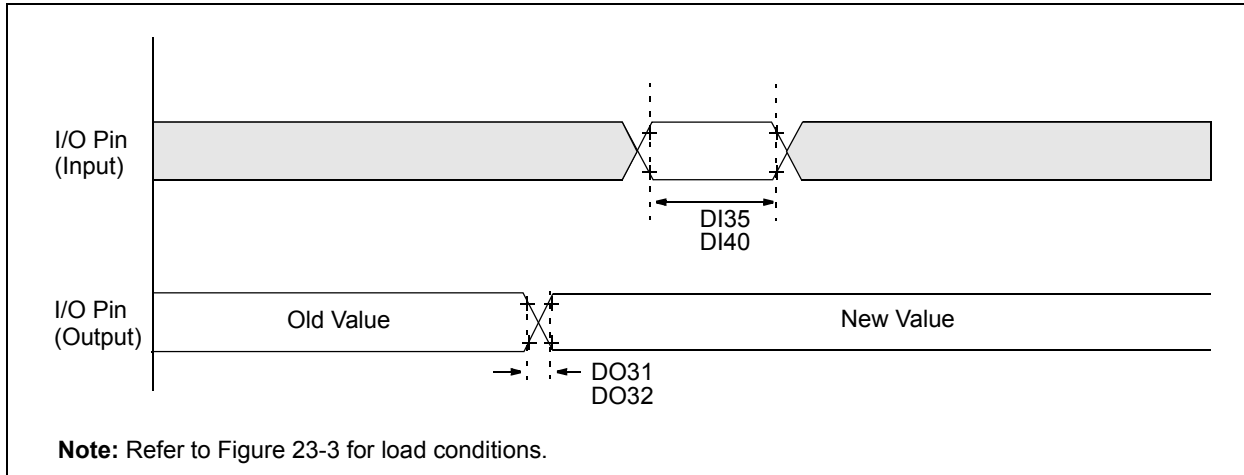 I/O Pin
(Input)
DI35
DI40
I/O Pin
(Output)
Old Value
New Value
DO31
DO32
Note: Refer to Figure 23-3 for load conditions.